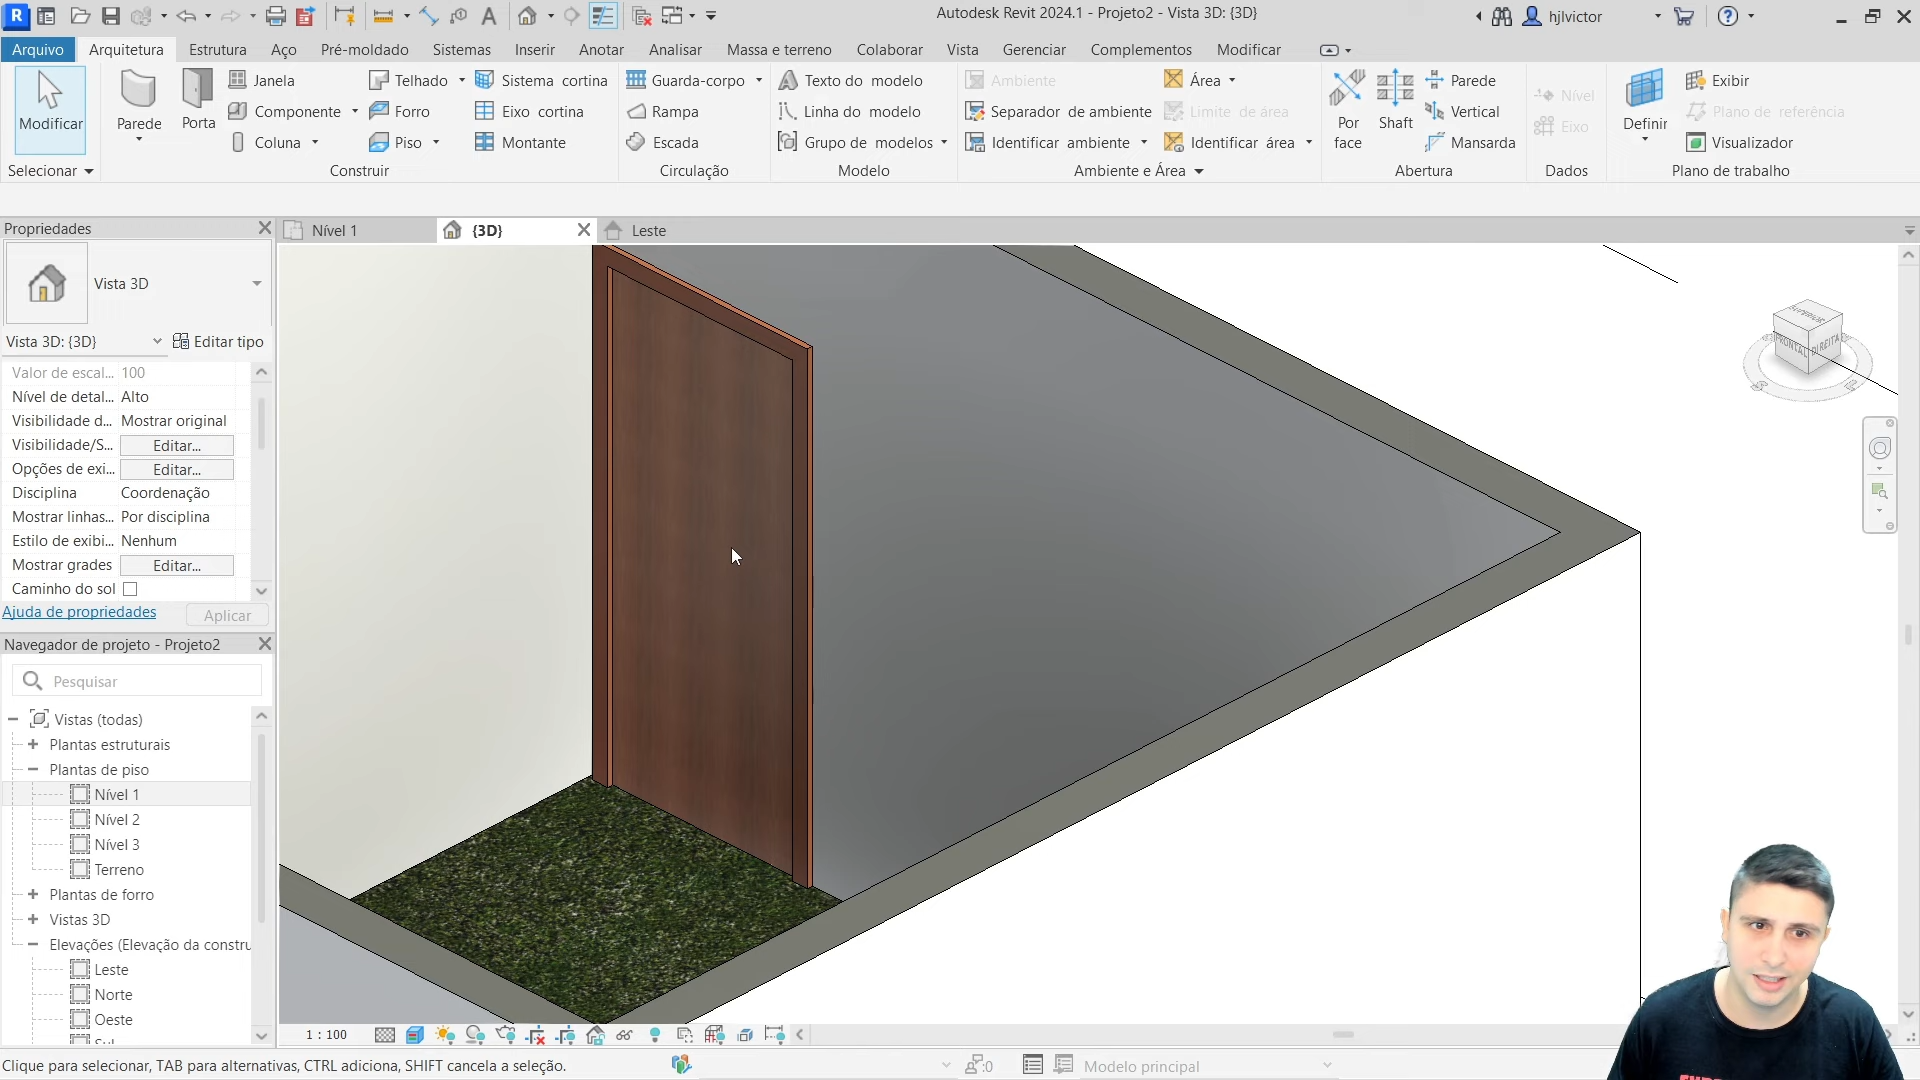 Autodesk Revit 2024.1 - Projeto2 - Vista 3D: {3D}
hjlvictor
Arquivo Arquitetura Estrutura Aço Pré-moldado Sistemas Inserir Anotar Analisar Massa e terreno Colaborar Vista Gerenciar Complementos Modificar
Modificar
Selecionar
Parede
Porta
Janela
Componente
Coluna
Telhado
Forro
Piso
Sistema cortina
Eixo cortina
Montante
Construir
Guarda-corpo
Rampa
Escada
Circulação
Texto do modelo
Linha do modelo
Grupo de modelos
Modelo
Ambiente
Separador de ambiente
Identificar ambiente
Área
Limite de área
Identificar área
Ambiente e Área
Por
face
Shaft
Parede
Vertical
Mansarda
Abertura
Nível
Eixo
Dados
Definir
Exibir
Plano de referência
Visualizador
Plano de trabalho
Propriedades
Nível 1
{3D}
Leste
Vista 3D
Vista 3D: {3D}
Editar tipo
Valor de escal... 100
Nível de detal... Alto
Visibilidade d... Mostrar original
Visibilidade/S... Editar...
Opções de exi... Editar...
Disciplina Coordenação
Mostrar linhas... Por disciplina
Estilo de exibi... Nenhum
Mostrar grades Editar...
Caminho do sol
Ajuda de propriedades
Aplicar
Navegador de projeto - Projeto2
Pesquisar
Vistas (todas)
Plantas estruturais
Plantas de piso
Nível 1
Nível 2
Nível 3
Terreno
Plantas de forro
Vistas 3D
Elevações (Elevação da constru
Leste
Norte
Oeste
SUPERIOR
FRONTAL
DIREITA
1 : 100
Clique para selecionar, TAB para alternativas, CTRL adiciona, SHIFT cancela a seleção.
:0
Modelo principal